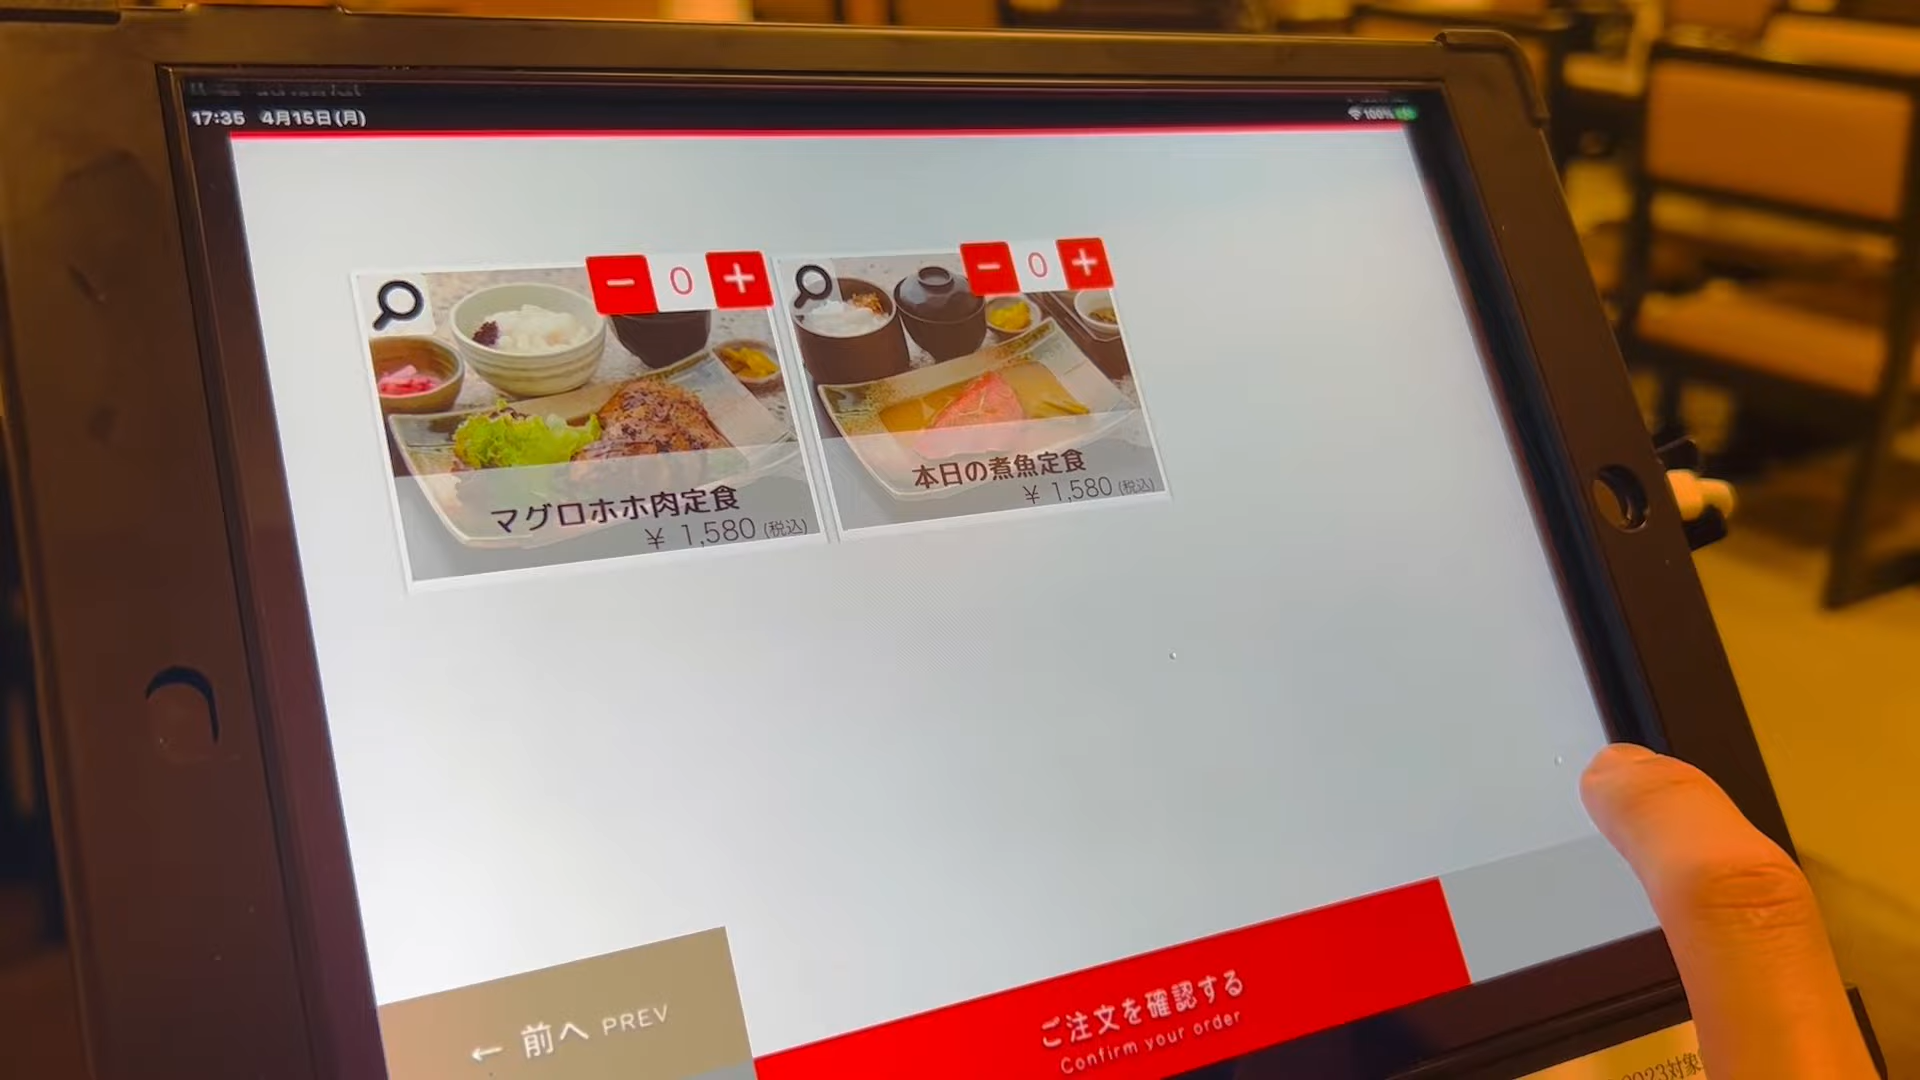 17:35 4月15日(月)
100%
− 0 +
− 0 +
マグロホホ肉定食
¥ 1,580 (税込)
本日の煮魚定食
¥ 1,580 (税込)
← 前へ PREV
ご注文を確認する
Confirm your order
2023対象